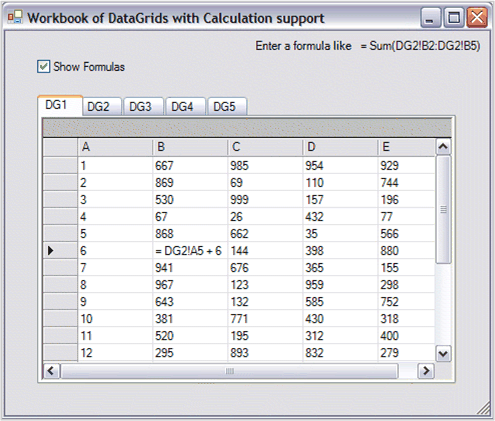 Workbook of DataGrids with Calculation support
Enter a formula like = Sum(DG2!B2:DG2!B5)
Show Formulas
DG1 DG2 DG3 DG4 DG5
A B C D E
1 667 985 954 929
2 869 69 110 744
3 530 999 157 196
4 67 26 432 77
5 868 662 35 566
6 = DG2!A5 + 6 144 398 880
7 941 676 365 155
8 967 123 959 298
9 643 132 585 752
10 381 771 430 318
11 520 195 312 400
12 295 893 832 279